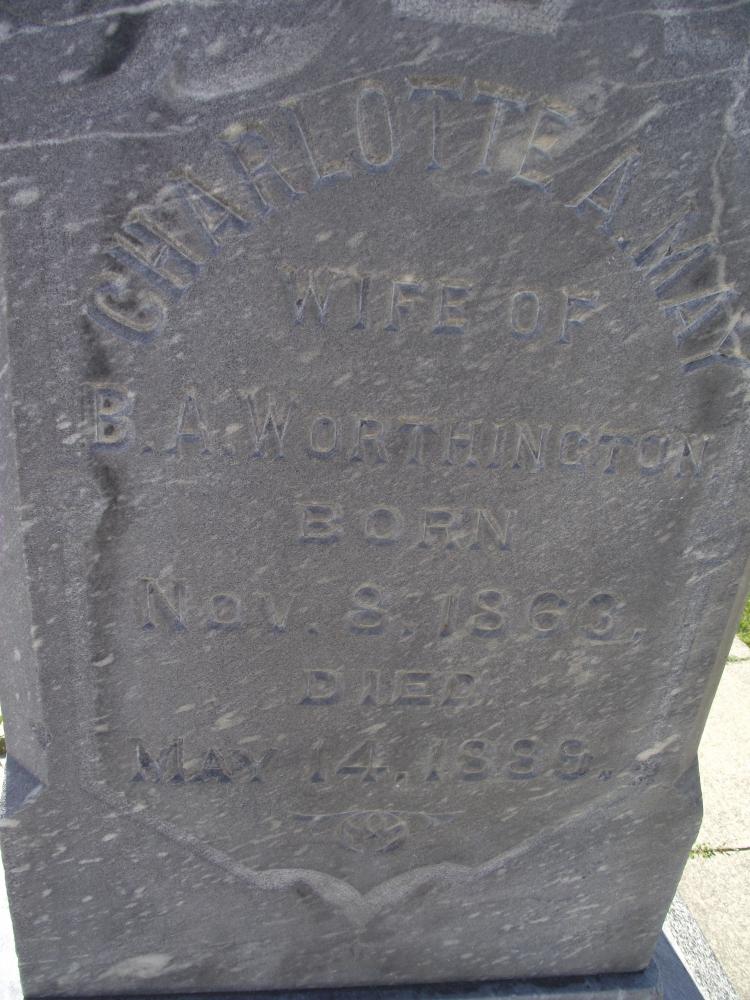 CHARLOTTE A. MAY
WIFE OF
B. A. WORTHINGTON,
BORN
NOV. 8, 1863.
DIED
MAY 14, 1889.